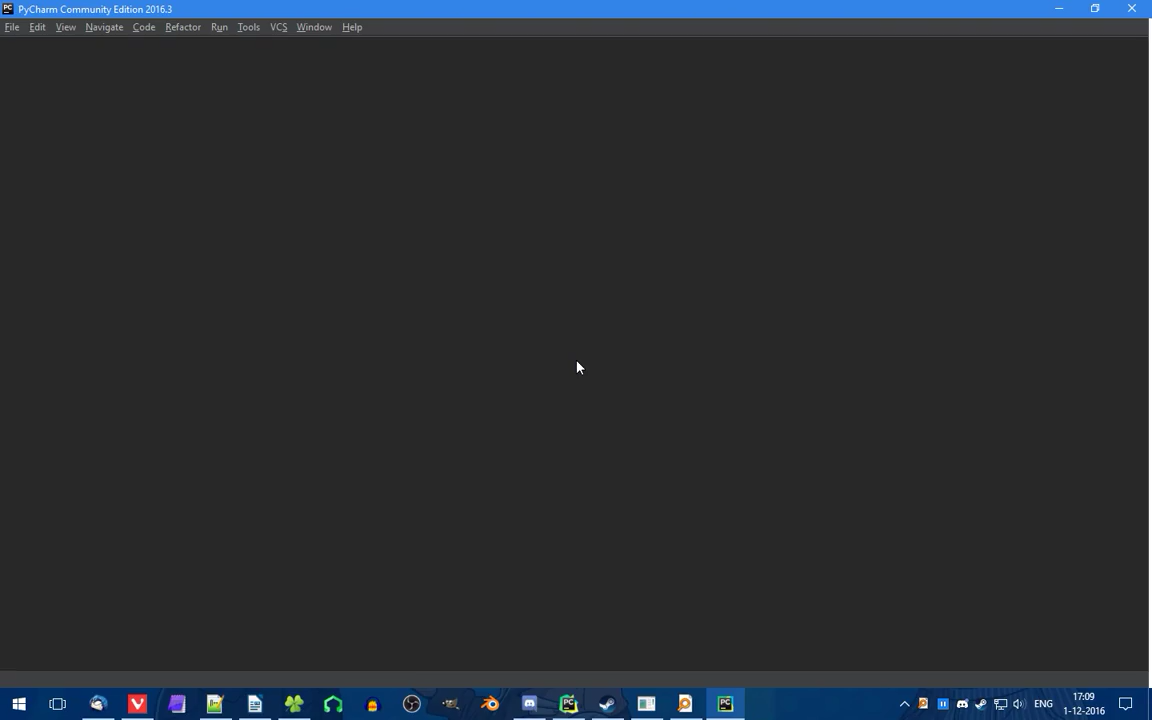 PyCharm Community Edition 2016.3
File Edit View Navigate Code Refactor Run Tools VCS Window Help
ENG
17:09
1-12-2016